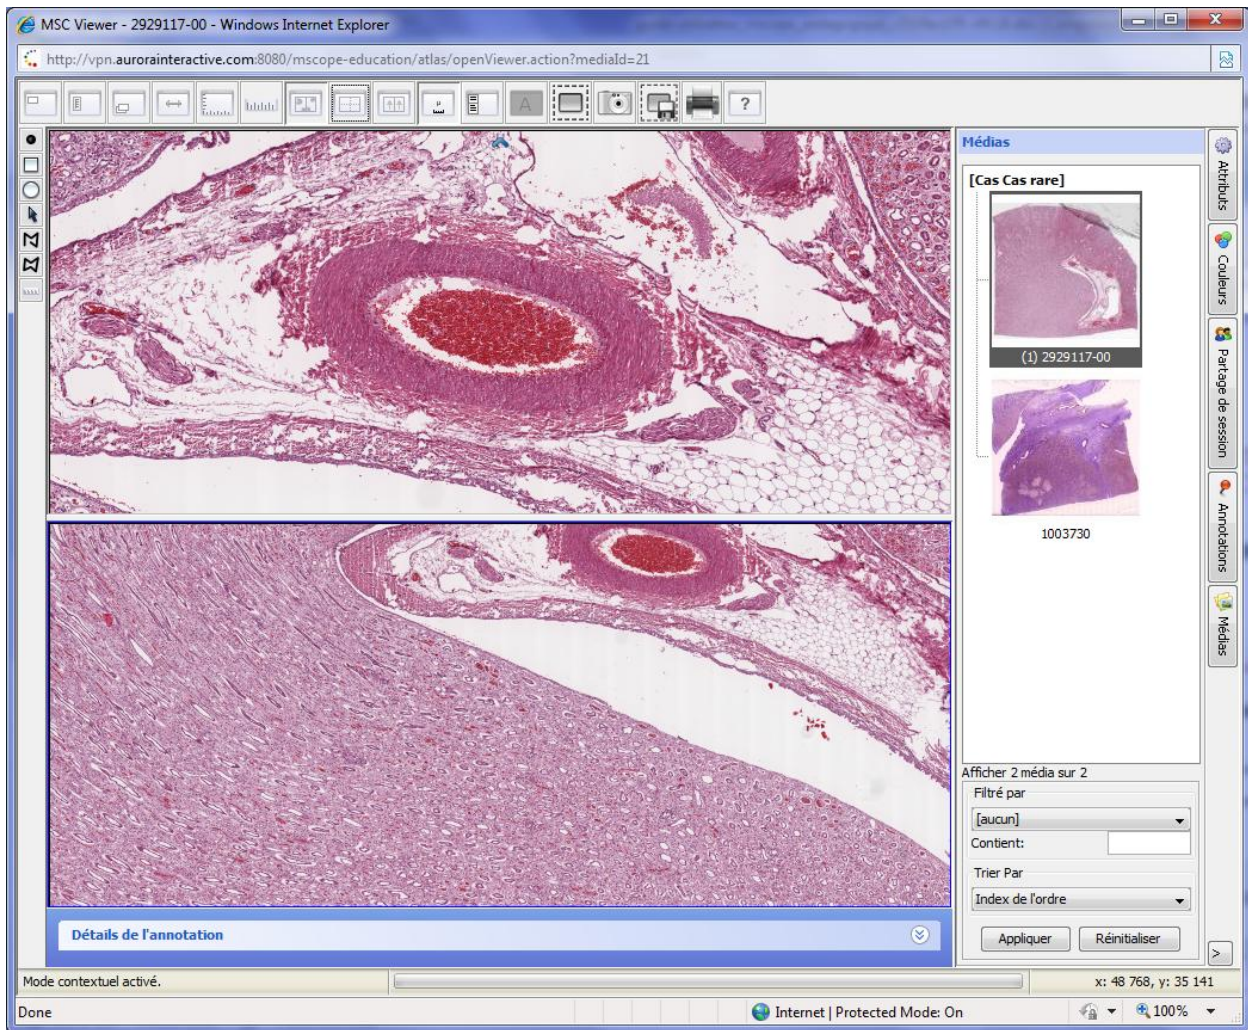 MSC Viewer - 2929117-00 - Windows Internet Explorer
http://vpn.aurorainteractive.com:8080/mscope-education/atlas/openViewer.action?mediaId=21
µ
A
?
Médias
[Cas Cas rare]
(1) 2929117-00
1003730
Attributs
Couleurs
Partage de session
Annotations
Médias
Afficher 2 média sur 2
Filtré par
[aucun]
Contient:
Trier Par
Index de l'ordre
Appliquer
Réinitialiser
>
Détails de l'annotation
Mode contextuel activé.
x: 48 768, y: 35 141
Done
Internet | Protected Mode: On
100%